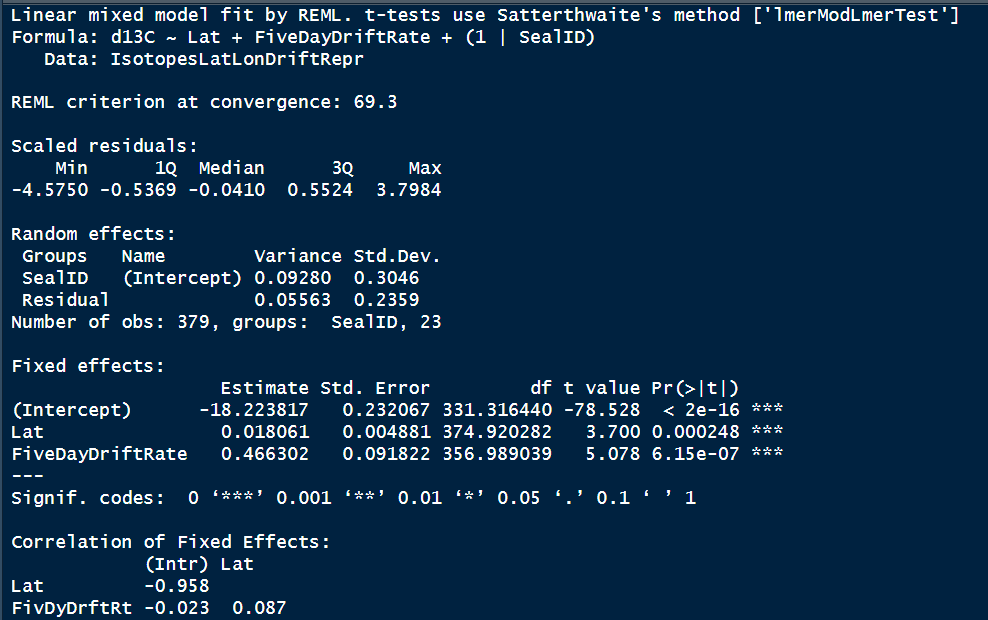 Linear mixed model fit by REML. t-tests use Satterthwaite's method ['lmerModLmerTest']
Formula: d13C ~ Lat + FiveDayDriftRate + (1 | SealID)
   Data: IsotopesLatLonDriftRepr

REML criterion at convergence: 69.3

Scaled residuals:
    Min      1Q  Median      3Q     Max
-4.5750 -0.5369 -0.0410  0.5524  3.7984

Random effects:
 Groups   Name        Variance Std.Dev.
 SealID   (Intercept) 0.09280  0.3046
 Residual             0.05563  0.2359
Number of obs: 379, groups:  SealID, 23

Fixed effects:
                   Estimate Std. Error         df t value Pr(>|t|)
(Intercept)      -18.223817   0.232067 331.316440 -78.528  < 2e-16 ***
Lat                0.018061   0.004881 374.920282   3.700 0.000248 ***
FiveDayDriftRate   0.466302   0.091822 356.989039   5.078 6.15e-07 ***
---
Signif. codes:  0 ‘***’ 0.001 ‘**’ 0.01 ‘*’ 0.05 ‘.’ 0.1 ‘ ’ 1

Correlation of Fixed Effects:
            (Intr) Lat
Lat         -0.958
FivDyDrftRt -0.023  0.087